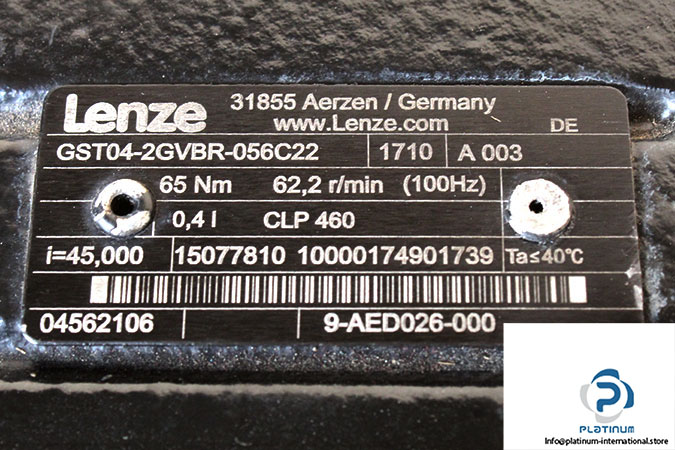 Lenze 31855 Aerzen / Germany
www.Lenze.com DE
GST04-2GVBR-056C22 1710 A 003
65 Nm 62,2 r/min (100Hz)
0,4 l CLP 460
i=45,000 15077810 10000174901739 Ta≤40°C
04562106 9-AED026-000
PLATINUM
Info@platinum-international.store